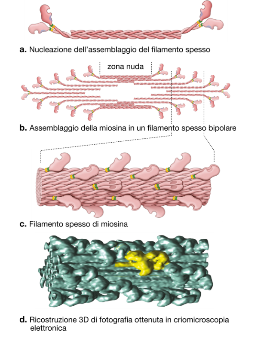 a. Nucleazione dell'assemblaggio del filamento spesso
zona nuda
b. Assemblaggio della miosina in un filamento spesso bipolare
c. Filamento spesso di miosina
d. Ricostruzione 3D di fotografia ottenuta in criomicroscopia
elettronica